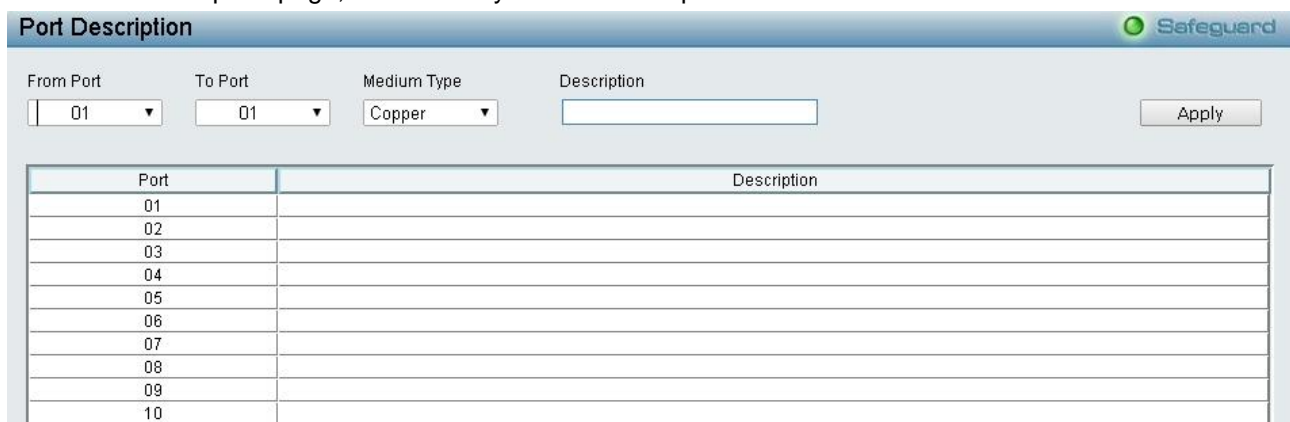 Port Description
Safeguard
From Port To Port Medium Type Description
01 01 Copper Apply
Port Description
01
02
03
04
05
06
07
08
09
10